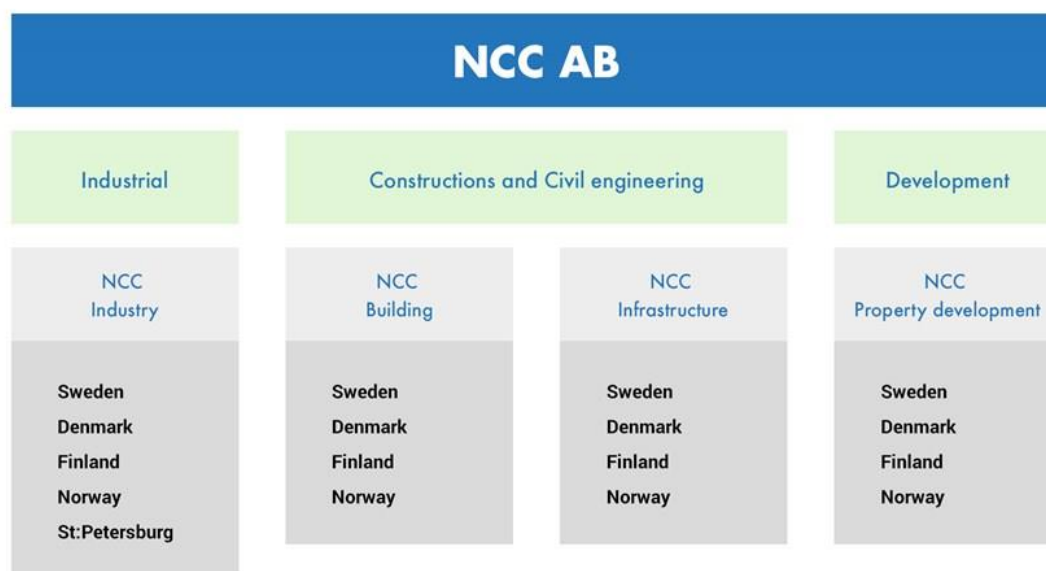 NCC AB
Industrial
Constructions and Civil engineering
Development
NCC
Industry
NCC
Building
NCC
Infrastructure
NCC
Property development
Sweden
Denmark
Finland
Norway
St:Petersburg
Sweden
Denmark
Finland
Norway
Sweden
Denmark
Finland
Norway
Sweden
Denmark
Finland
Norway